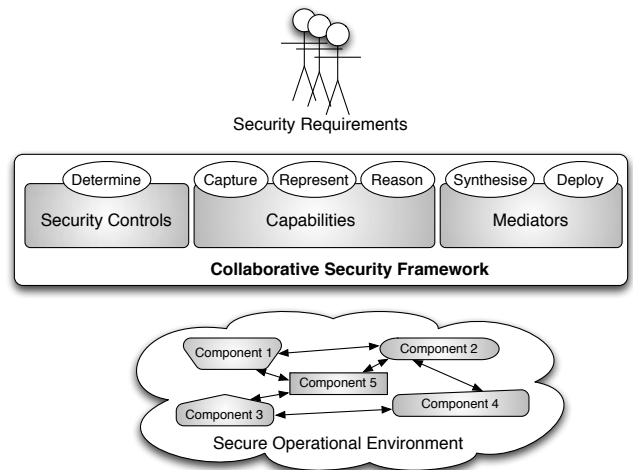 Security Requirements
Determine
Capture
Represent
Reason
Synthesise
Deploy
Security Controls
Capabilities
Mediators
Collaborative Security Framework
Component 1
Component 2
Component 5
Component 3
Component 4
Secure Operational Environment